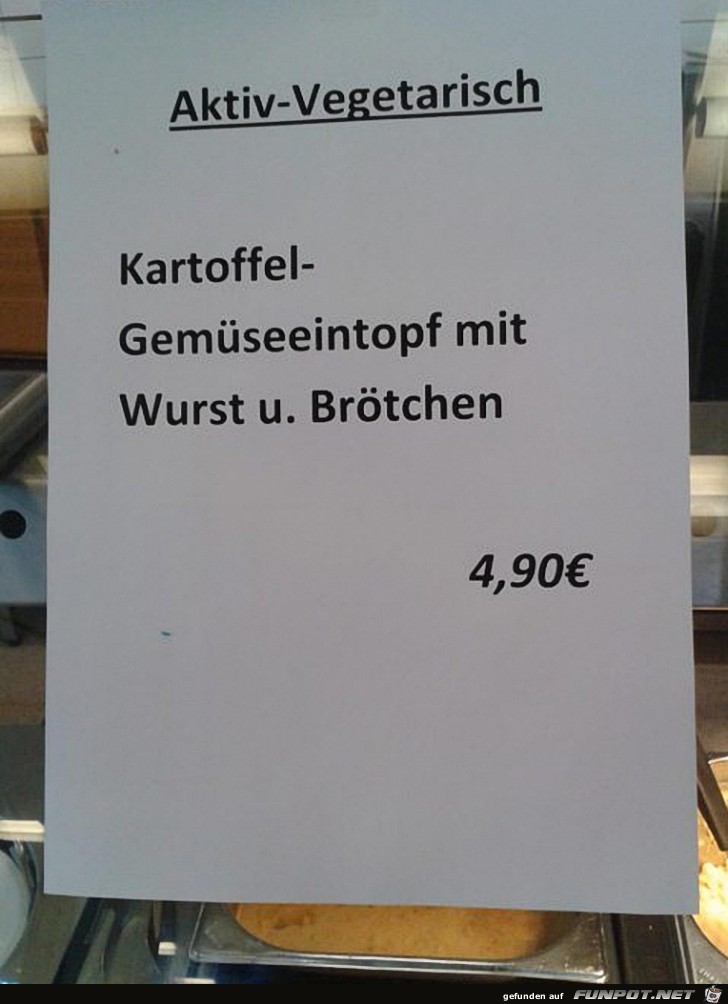 Aktiv-Vegetarisch
Kartoffel-
Gemüseeintopf mit
Wurst u. Brötchen
4,90€
gefunden auf FUNPOT.NET